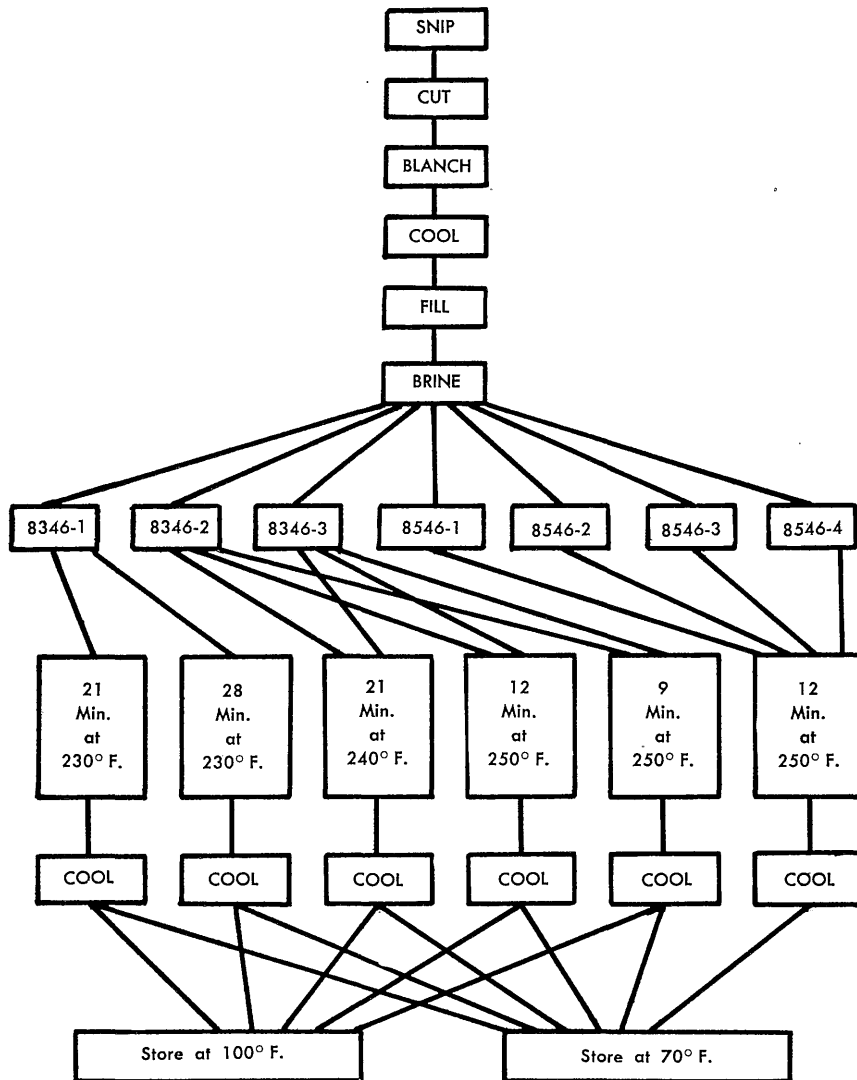 SNIP
CUT
BLANCH
COOL
FILL
BRINE
8346-1
8346-2
8346-3
8546-1
8546-2
8546-3
8546-4
21
Min.
at
230° F.
28
Min.
at
230° F.
21
Min.
at
240° F.
12
Min.
at
250° F.
9
Min.
at
250° F.
12
Min.
at
250° F.
COOL
COOL
COOL
COOL
COOL
COOL
Store at 100° F.
Store at 70° F.